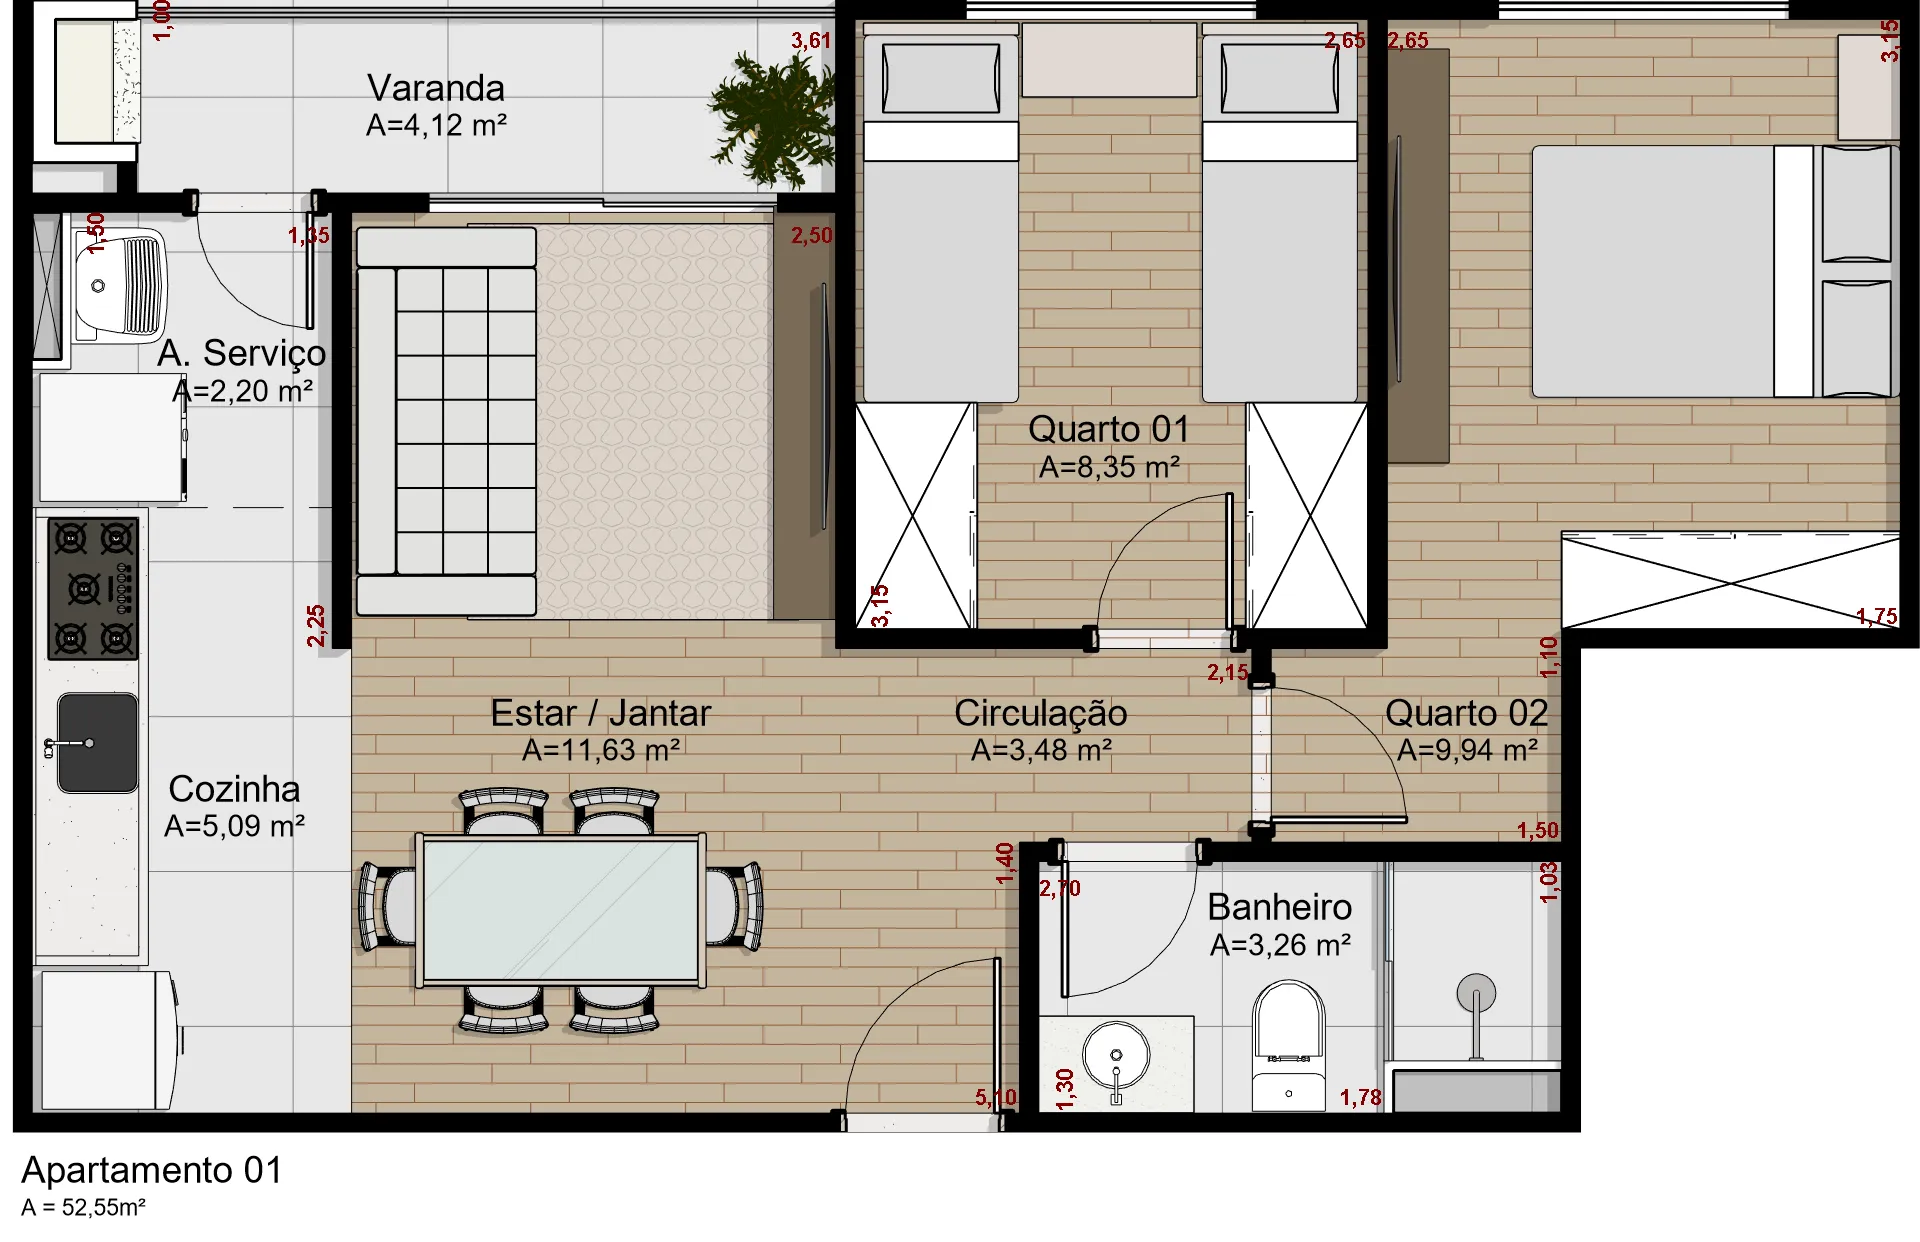 1,00
3,61
2,65
2,65
3,15
Varanda
A=4,12 m²
1,50
1,35
2,50
A. Serviço
A=2,20 m²
Quarto 01
A=8,35 m²
3,15
2,25
1,75
1,10
2,15
Estar / Jantar
A=11,63 m²
Circulação
A=3,48 m²
Quarto 02
A=9,94 m²
Cozinha
A=5,09 m²
1,50
1,40
2,70
1,03
Banheiro
A=3,26 m²
5,10
1,30
1,78
Apartamento 01
A = 52,55m²